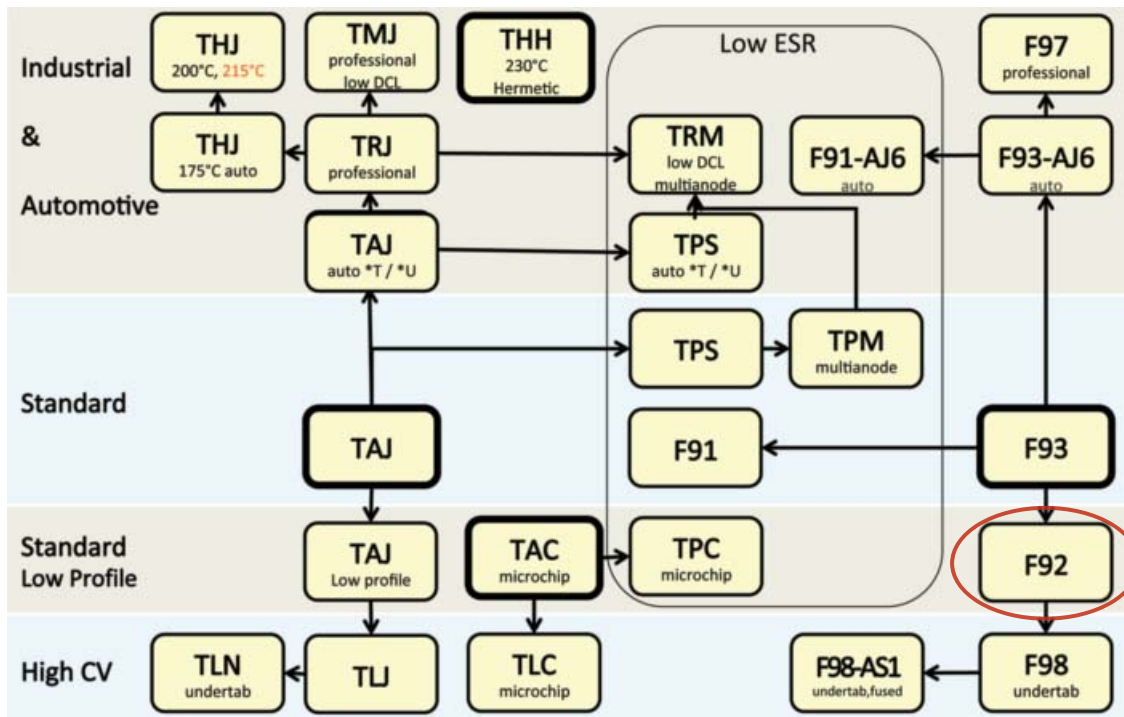 Industrial
&
Automotive
THJ
200°C, 215°C
TMJ
professional
low DCL
THH
230°C
Hermetic
Low ESR
F97
professional
THJ
175°C auto
TRJ
professional
TRM
low DCL
multianode
F91-AJ6
auto
F93-AJ6
auto
TAJ
auto *T / *U
TPS
auto *T / *U
Standard
TPS
TPM
multianode
TAJ
F91
F93
Standard
Low Profile
TAJ
Low profile
TAC
microchip
TPC
microchip
F92
High CV
TLN
undertab
TLJ
TLC
microchip
F98-AS1
undertab,fused
F98
undertab